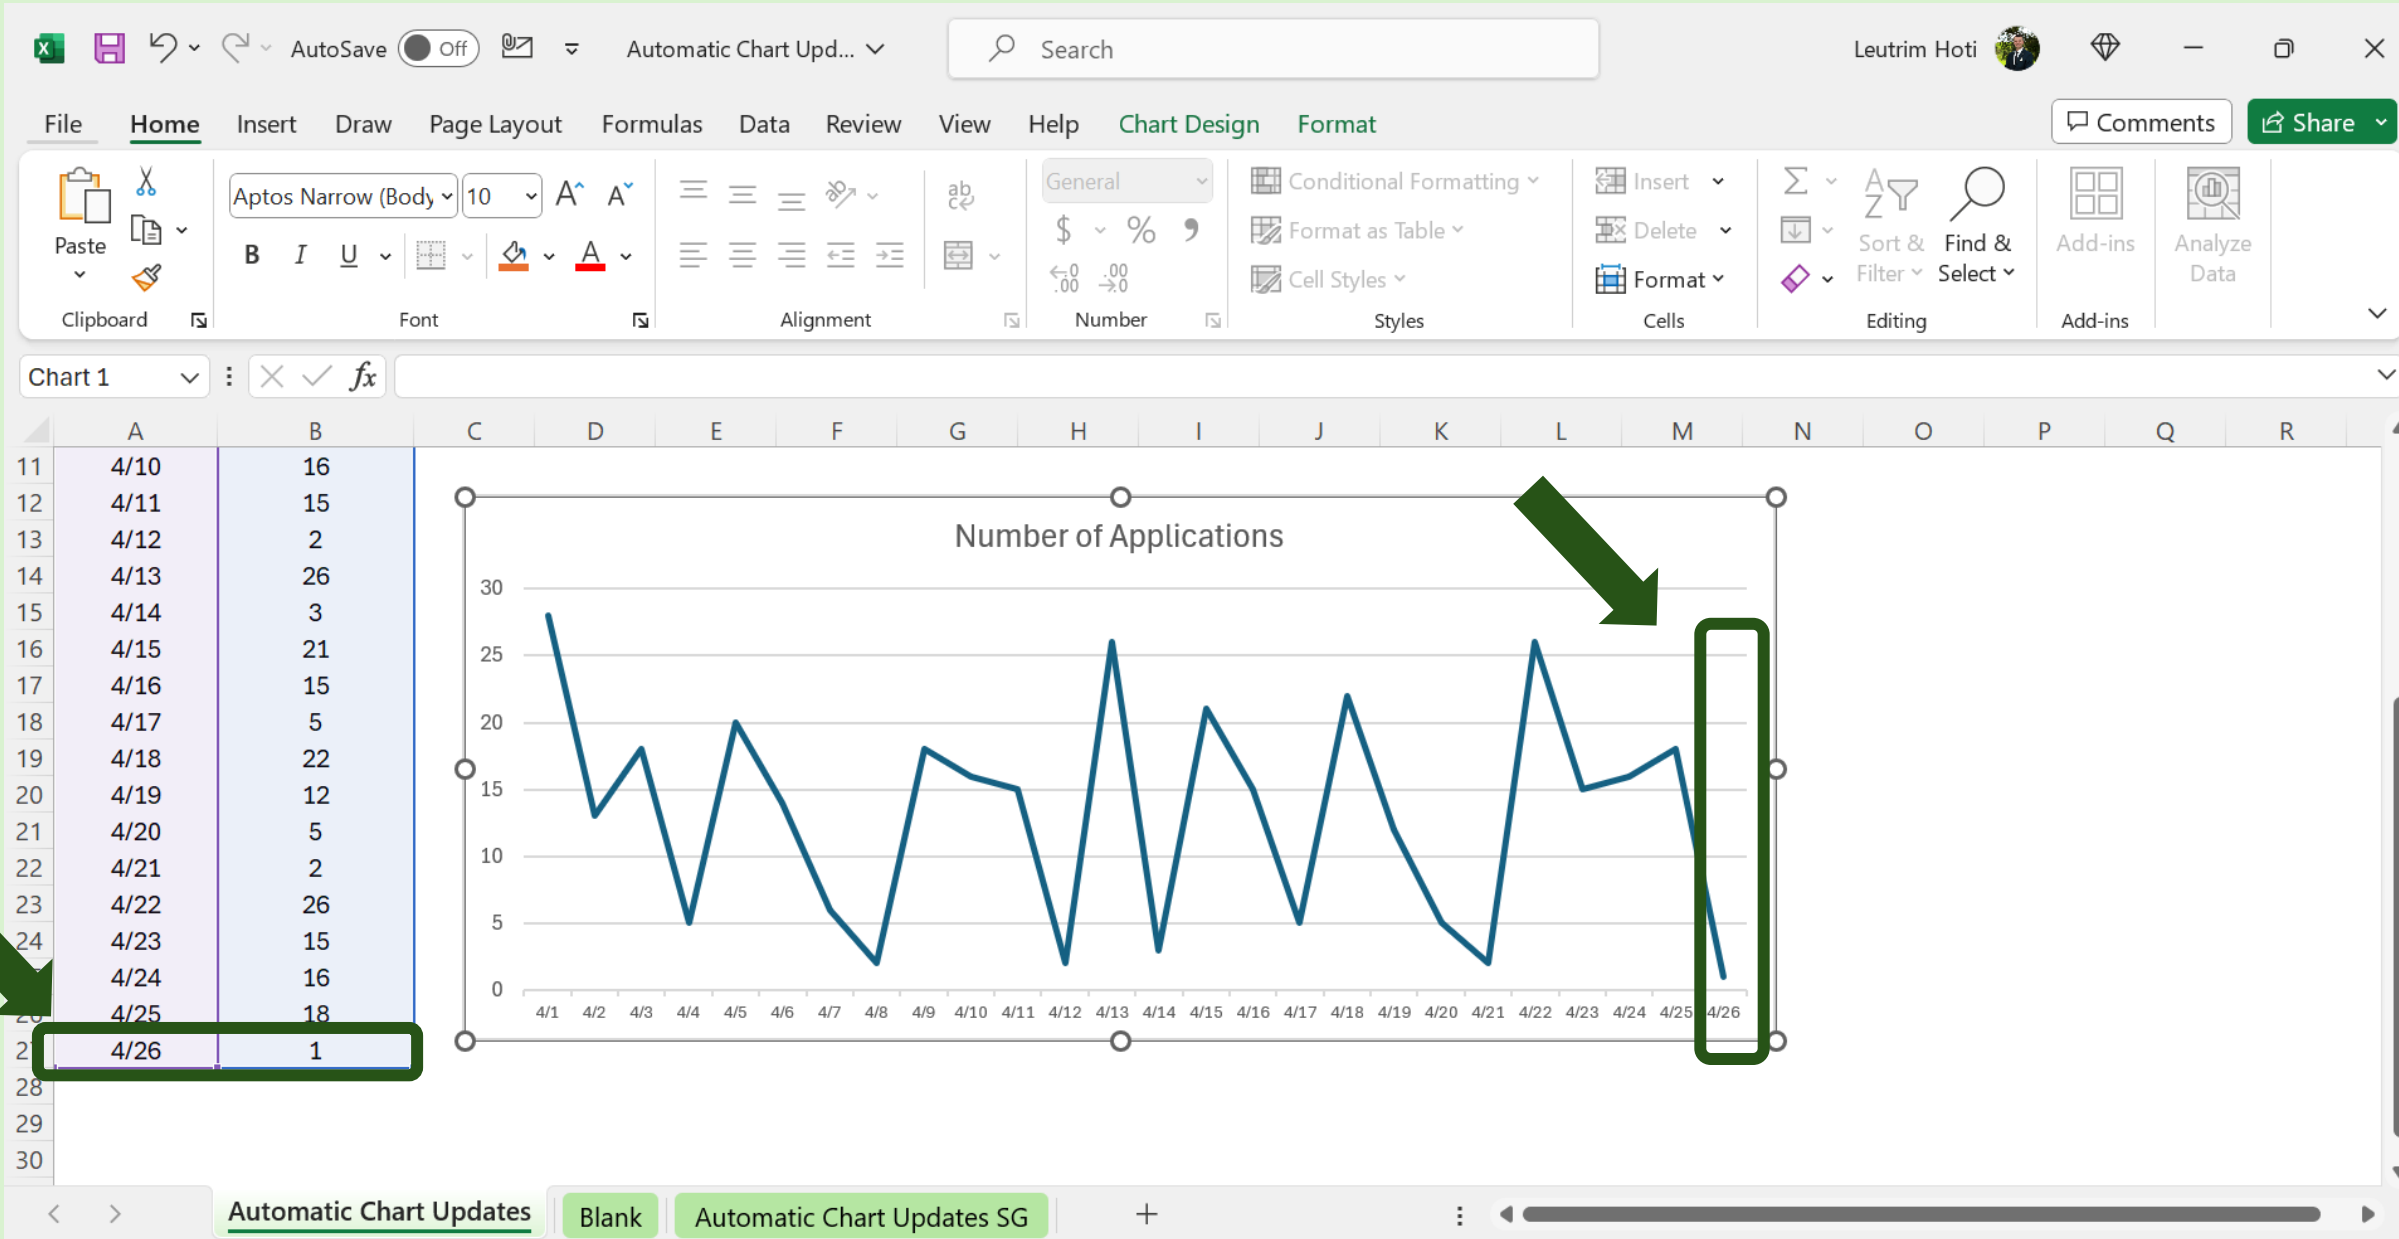 AutoSave Off Automatic Chart Upd... Search Leutrim Hoti
File Home Insert Draw Page Layout Formulas Data Review View Help Chart Design Format Comments Share
Paste
Clipboard
Aptos Narrow (Body 10
B I U A
Font
ab
Alignment
General
$ % 9
Number
Conditional Formatting
Format as Table
Cell Styles
Styles
Insert
Delete
Format
Cells
Sort &
Filter
Find &
Select
Editing
Add-ins
Add-ins
Analyze
Data
Chart 1 fx
A B C D E F G H I J K L M N O P Q R
11 4/10 16
12 4/11 15
13 4/12 2
14 4/13 26
15 4/14 3
16 4/15 21
17 4/16 15
18 4/17 5
19 4/18 22
20 4/19 12
21 4/20 5
22 4/21 2
23 4/22 26
24 4/23 15
4/24 16
4/25 18
4/26 1
28
29
30
Number of Applications
30
25
20
15
10
5
0
4/1 4/2 4/3 4/4 4/5 4/6 4/7 4/8 4/9 4/10 4/11 4/12 4/13 4/14 4/15 4/16 4/17 4/18 4/19 4/20 4/21 4/22 4/23 4/24 4/25 4/26
Automatic Chart Updates Blank Automatic Chart Updates SG